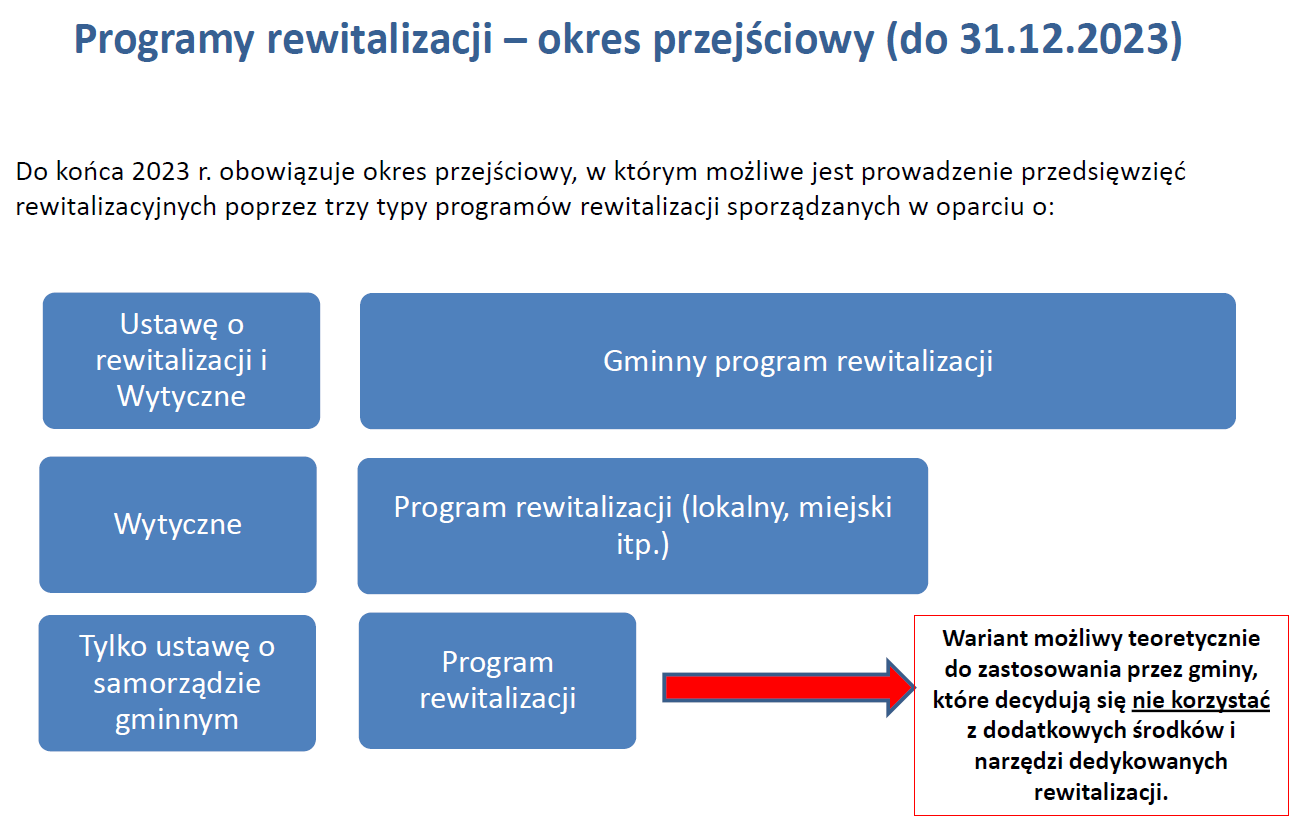 Programy rewitalizacji – okres przejściowy (do 31.12.2023)
Do końca 2023 r. obowiązuje okres przejściowy, w którym możliwe jest prowadzenie przedsięwzięć
rewitalizacyjnych poprzez trzy typy programów rewitalizacji sporządzanych w oparciu o:
Ustawę o
rewitalizacji i
Wytyczne
Gminny program rewitalizacji
Wytyczne
Program rewitalizacji (lokalny, miejski
itp.)
Tylko ustawę o
samorządzie
gminnym
Program
rewitalizacji
Wariant możliwy teoretycznie
do zastosowania przez gminy,
które decydują się nie korzystać
z dodatkowych środków i
narzędzi dedykowanych
rewitalizacji.